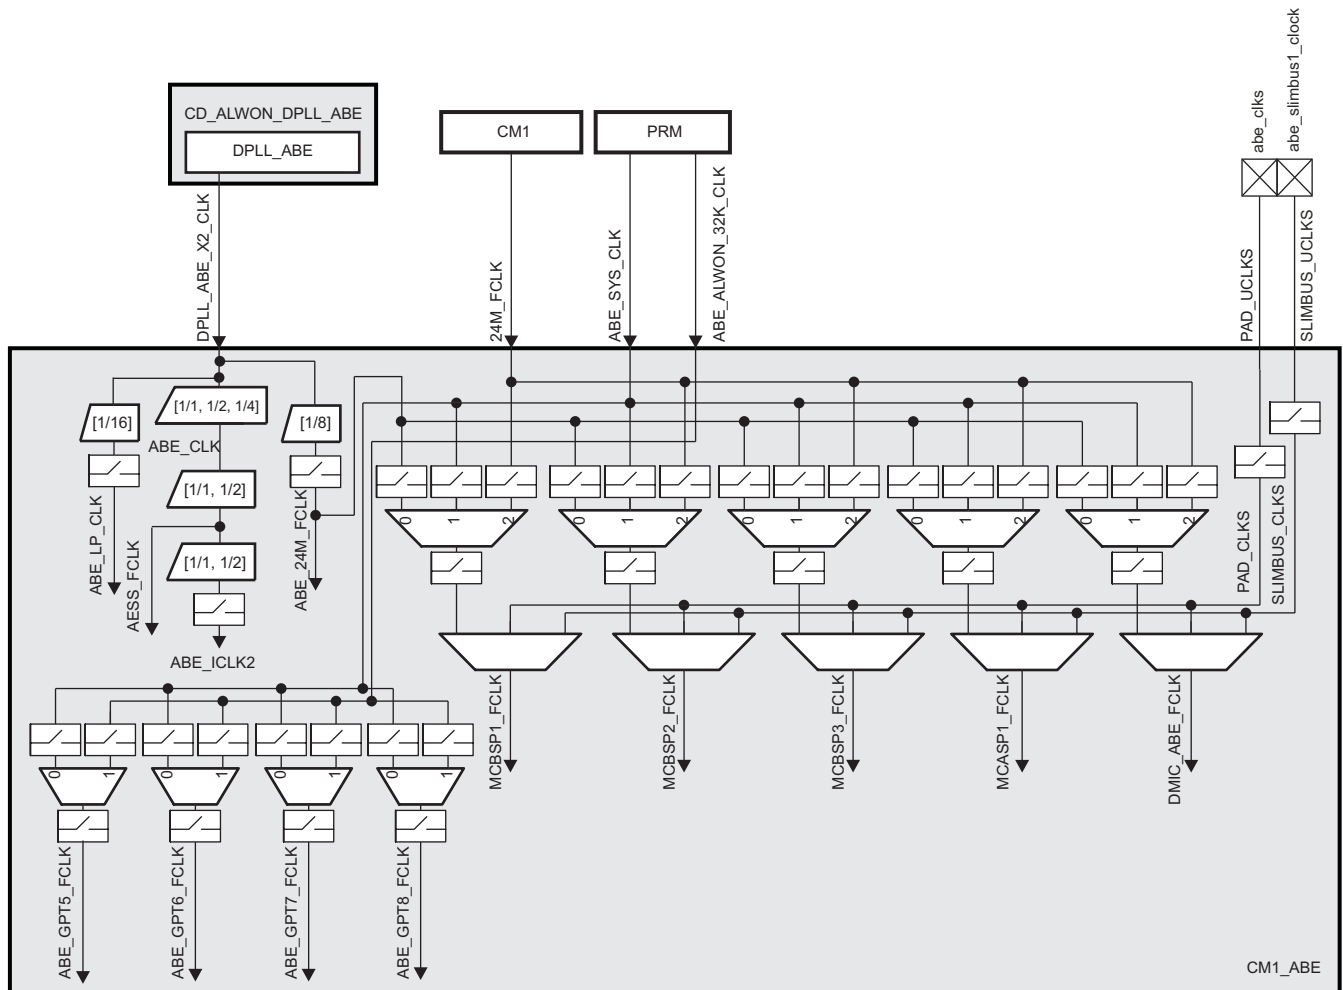 abe_clks
abe_slimbus1_clock
CD_ALWON_DPLL_ABE
DPLL_ABE
CM1
PRM
DPLL_ABE_X2_CLK
24M_FCLK
ABE_SYS_CLK
ABE_ALWON_32K_CLK
PAD_UCLKS
SLIMBUS_UCLKS
[1/16]
[1/1, 1/2, 1/4]
[1/8]
ABE_CLK
[1/1, 1/2]
[1/1, 1/2]
ABE_LP_CLK
AESS_FCLK
ABE_24M_FCLK
ABE_ICLK2
0
1
2
0
1
2
0
1
2
0
1
2
0
1
2
PAD_CLKS
SLIMBUS_CLKS
MCBSP1_FCLK
MCBSP2_FCLK
MCBSP3_FCLK
MCASP1_FCLK
DMIC_ABE_FCLK
0
1
0
1
0
1
0
1
ABE_GPT5_FCLK
ABE_GPT6_FCLK
ABE_GPT7_FCLK
ABE_GPT8_FCLK
CM1_ABE